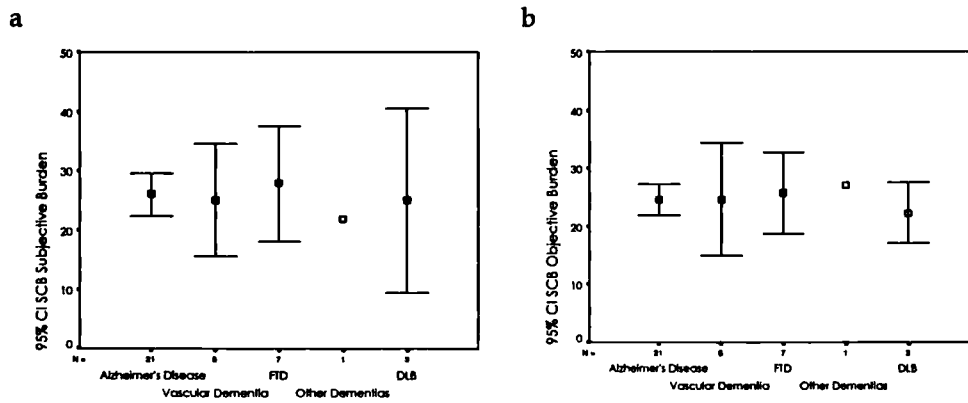 a
50
40
30
20
10
0
95% CI SCB Subjective Burden
N = 21 6 7 1 3
Alzheimer's Disease FTD DLB
Vascular Dementia Other Dementias
b
50
40
30
20
10
0
95% CI SCB Objective Burden
N = 21 6 7 1 3
Alzheimer's Disease FTD DLB
Vascular Dementia Other Dementias